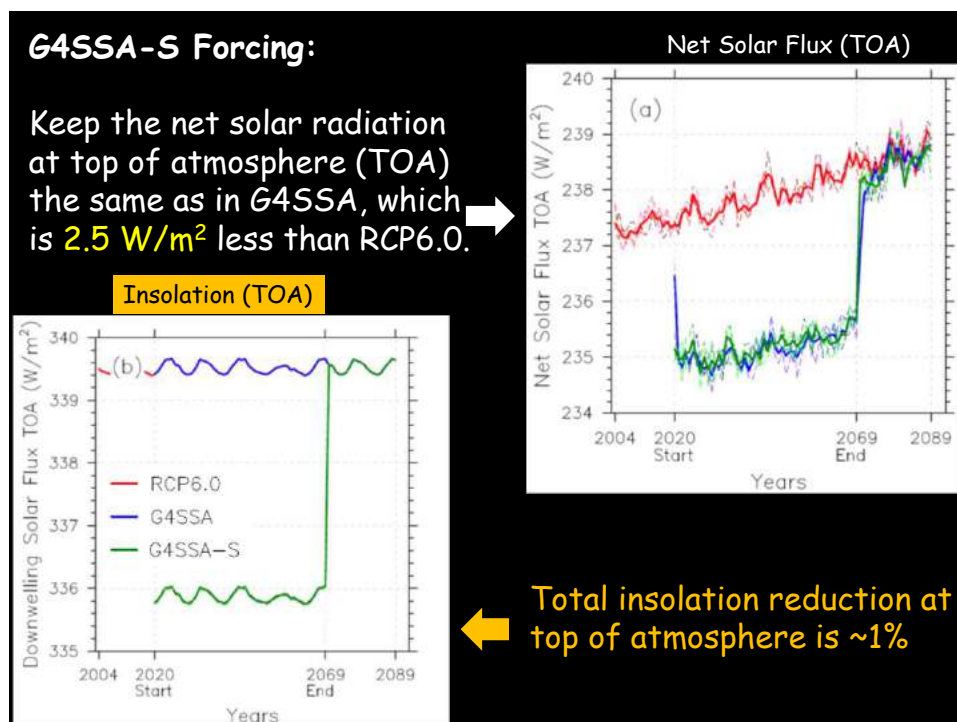 G4SSA-S Forcing:
Keep the net solar radiation
at top of atmosphere (TOA)
the same as in G4SSA, which
is 2.5 W/m² less than RCP6.0.
Net Solar Flux (TOA)
(a)
Net Solar Flux TOA (W/m²)
240
239
238
237
236
235
234
2004 2020 2069 2089
Start End
Years
Insolation (TOA)
(b)
Downwelling Solar Flux TOA (W/m²)
340
339
338
337
336
335
RCP6.0
G4SSA
G4SSA-S
2004 2020 2069 2089
Start End
Years
Total insolation reduction at
top of atmosphere is ~1%